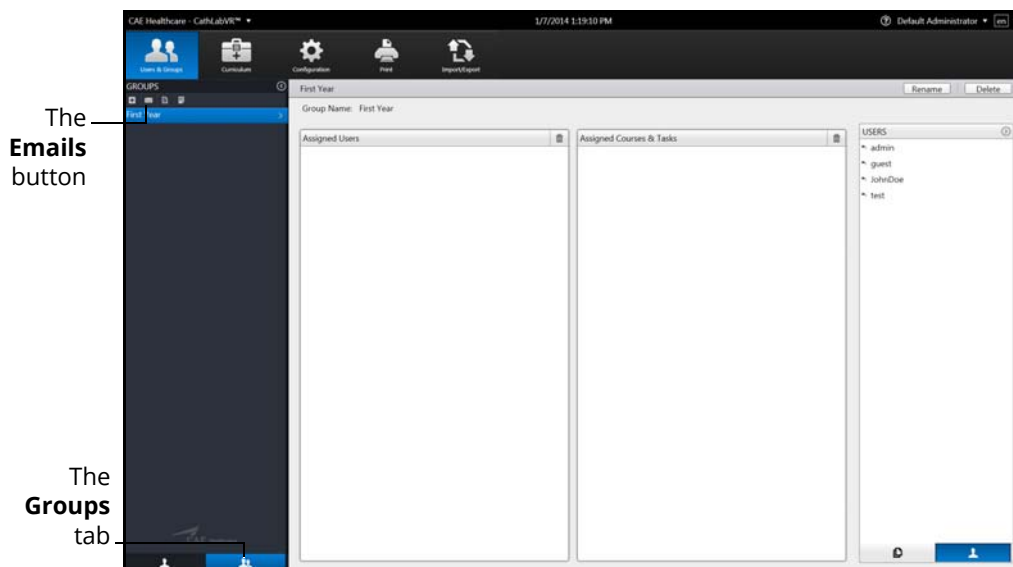 CAE Healthcare - CathLabVR™
1/7/2014 1:19:10 PM
Default Administrator
en
Users & Groups
Curriculum
Configuration
Print
Import/Export
GROUPS
First Year
First Year
Rename
Delete
Group Name: First Year
Assigned Users
Assigned Courses & Tasks
USERS
admin
guest
JohnDoe
test
The
Emails
button
The
Groups
tab